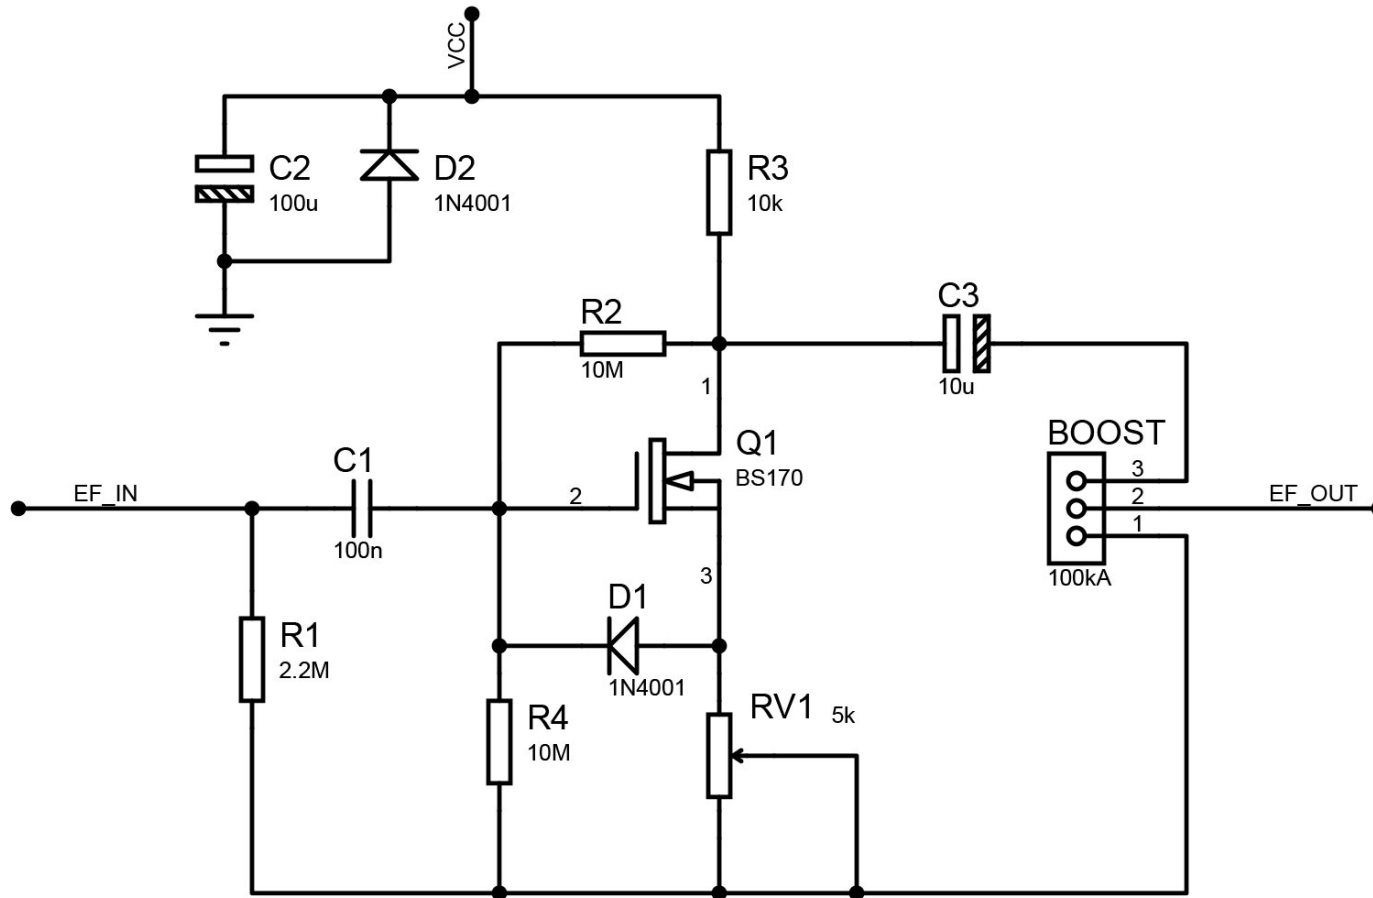 VCC
C2
100u
D2
1N4001
R3
10k
R2
10M
C3
10u
1
Q1
BS170
BOOST
3
2
1
100kA
EF_OUT
EF_IN
C1
100n
2
3
D1
1N4001
R1
2.2M
R4
10M
RV1 5k